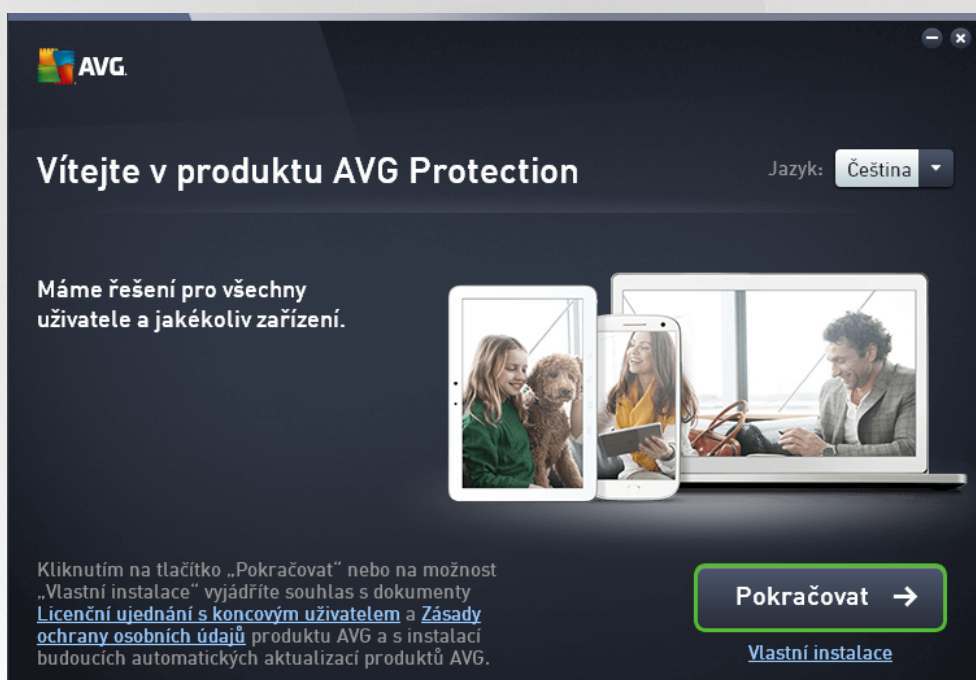 AVG.
Vítejte v produktu AVG Protection
Jazyk: Čeština
Máme řešení pro všechny
uživatele a jakékoliv zařízení.
Kliknutím na tlačítko „Pokračovat“ nebo na možnost
„Vlastní instalace“ vyjádříte souhlas s dokumenty
Licenční ujednání s koncovým uživatelem a Zásady
ochrany osobních údajů produktu AVG a s instalací
budoucích automatických aktualizací produktů AVG.
Pokračovat →
Vlastní instalace